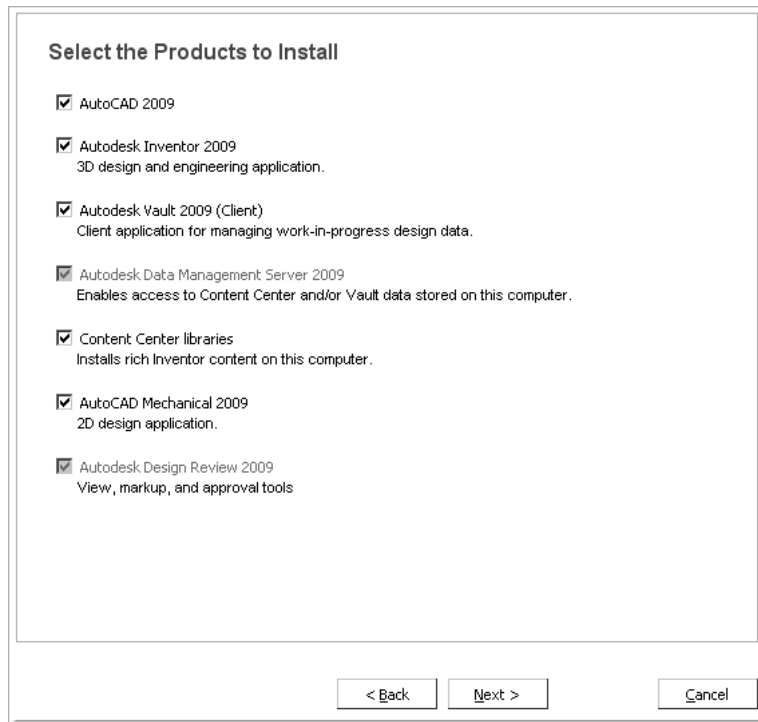 Select the Products to Install
AutoCAD 2009
Autodesk Inventor 2009
3D design and engineering application.
Autodesk Vault 2009 (Client)
Client application for managing work-in-progress design data.
Autodesk Data Management Server 2009
Enables access to Content Center and/or Vault data stored on this computer.
Content Center libraries
Installs rich Inventor content on this computer.
AutoCAD Mechanical 2009
2D design application.
Autodesk Design Review 2009
View, markup, and approval tools
< Back Next > Cancel